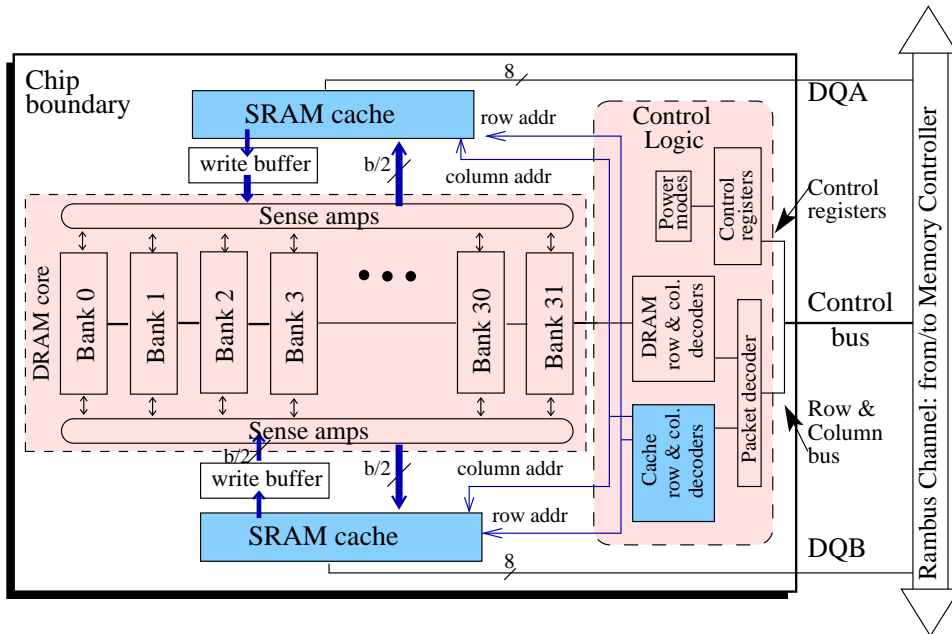 Chip
boundary
8
DQA
SRAM cache
row addr
Control
Logic
write buffer
b/2
column addr
Power
modes
Control
registers
Control
registers
Sense amps
DRAM core
Bank 0
Bank 1
Bank 2
Bank 3
Bank 30
Bank 31
DRAM
row & col.
decoders
Control
bus
Packet decoder
Cache
row & col.
decoders
Row &
Column
bus
Sense amps
b/2
b/2
write buffer
column addr
row addr
SRAM cache
8
DQB
Rambus Channel: from/to Memory Controller